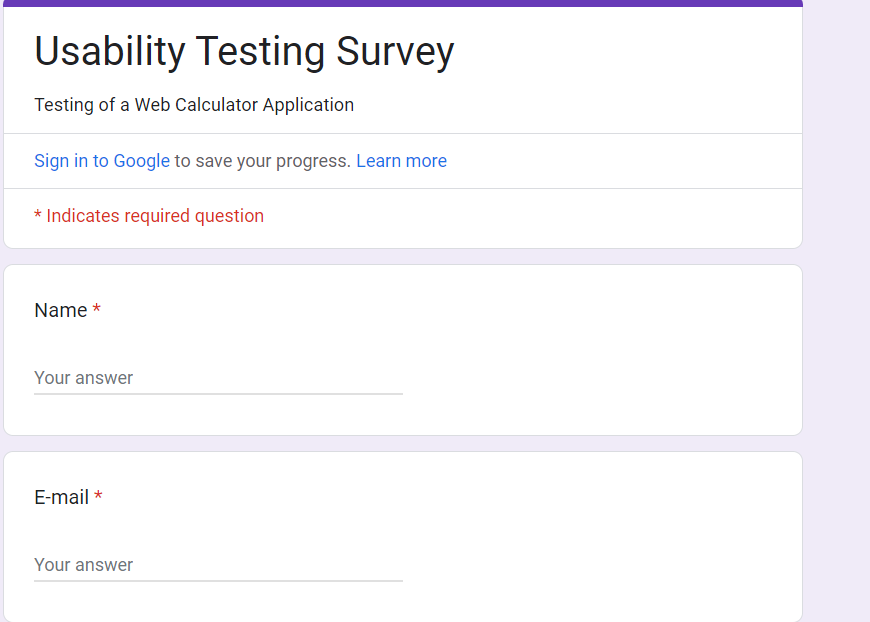 Usability Testing Survey
Testing of a Web Calculator Application
Sign in to Google to save your progress. Learn more
* Indicates required question
Name *
Your answer
E-mail *
Your answer